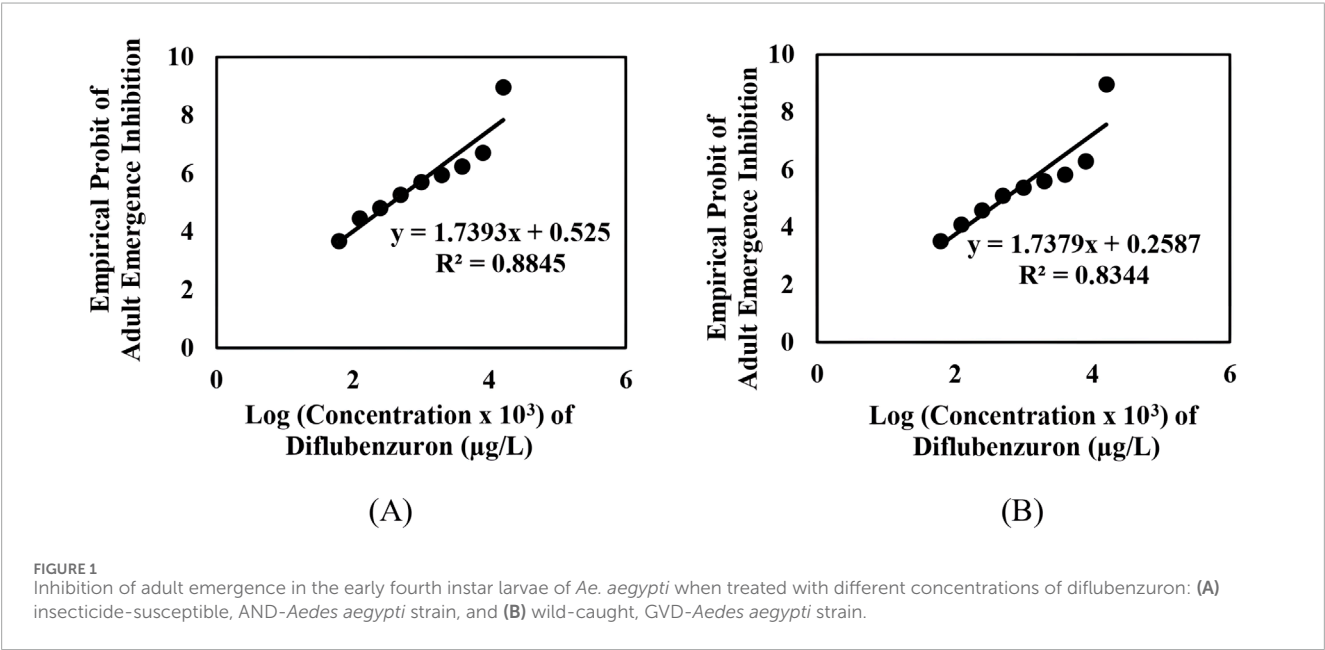 10
8
6
4
2
0
0
2
4
6
Empirical Probit of
Adult Emergence Inhibition
y = 1.7393x + 0.525
R² = 0.8845
Log (Concentration x 10³) of
Diflubenzuron (µg/L)
(A)
10
8
6
4
2
0
0
2
4
6
Empirical Probit of
Adult Emergence Inhibition
y = 1.7379x + 0.2587
R² = 0.8344
Log (Concentration x 10³) of
Diflubenzuron (µg/L)
(B)
FIGURE 1
Inhibition of adult emergence in the early fourth instar larvae of Ae. aegypti when treated with different concentrations of diflubenzuron: (A)
insecticide-susceptible, AND-Aedes aegypti strain, and (B) wild-caught, GVD-Aedes aegypti strain.